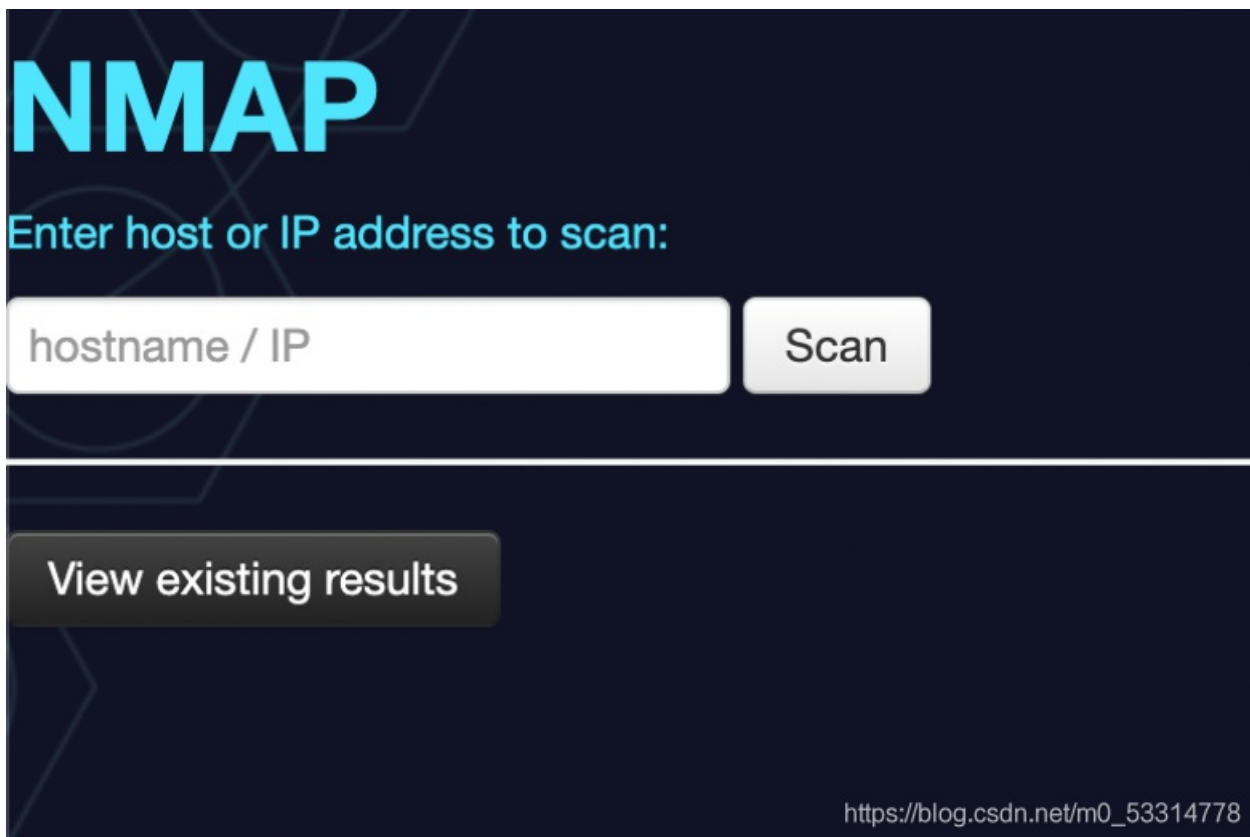 NMAP
Enter host or IP address to scan:
hostname / IP
Scan
View existing results
https://blog.csdn.net/m0_53314778